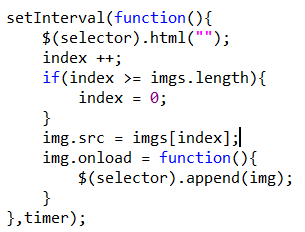 setInterval(function(){
    $(selector).html("");
    index ++;
    if(index >= imgs.length){
        index = 0;
    }
    img.src = imgs[index];
    img.onload = function(){
        $(selector).append(img);
    }
},timer);